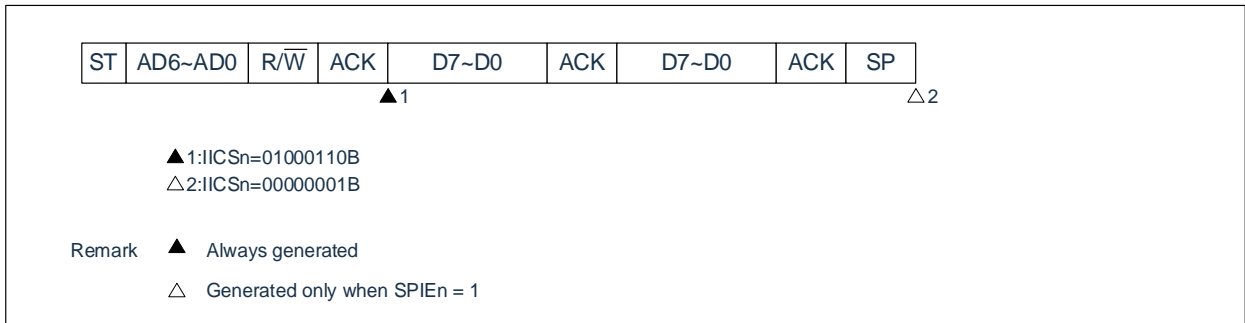 ST AD6~AD0 R/W̅ ACK D7~D0 ACK D7~D0 ACK SP
▲1 △2
▲1:IICSn=01000110B
△2:IICSn=00000001B
Remark ▲ Always generated
△ Generated only when SPIEn = 1